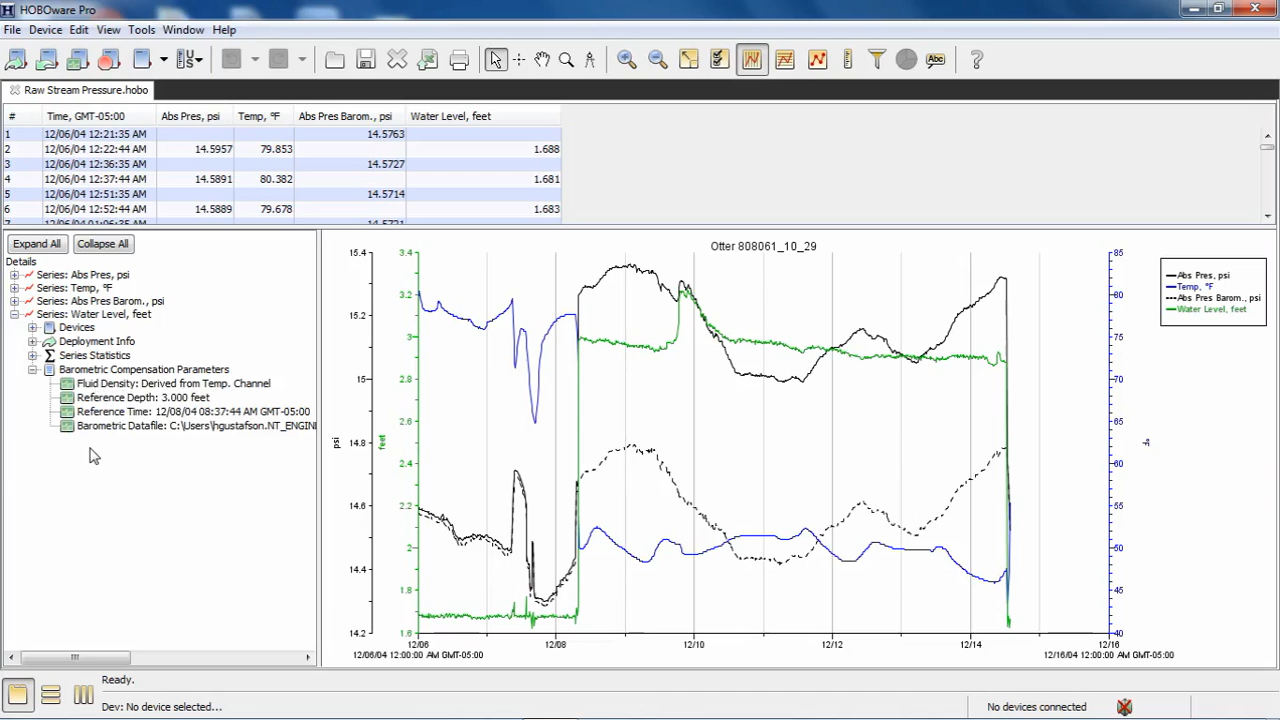 HOBOware Pro
File Device Edit View Tools Window Help
Raw Stream Pressure.hobo
# Time, GMT-05:00 Abs Pres, psi Temp, °F Abs Pres Barom., psi Water Level, feet
1 12/06/04 12:21:35 AM 14.5763
2 12/06/04 12:22:44 AM 14.5957 79.853 1.688
3 12/06/04 12:36:35 AM 14.5727
4 12/06/04 12:37:44 AM 14.5891 80.382 1.681
5 12/06/04 12:51:35 AM 14.5714
6 12/06/04 12:52:44 AM 14.5889 79.678 1.683
Expand All Collapse All
Details
Series: Abs Pres, psi
Series: Temp, °F
Series: Abs Pres Barom., psi
Series: Water Level, feet
Devices
Deployment Info
Series Statistics
Barometric Compensation Parameters
Fluid Density: Derived from Temp. Channel
Reference Depth: 3.000 feet
Reference Time: 12/08/04 08:37:44 AM GMT-05:00
Barometric Datafile: C:\Users\hgustafson.NT_ENGIN
Otter 808061_10_29
15.4
15.2
15
14.8
14.6
14.4
14.2
psi
3.4
3.2
3
2.8
2.6
2.4
2.2
2
1.8
1.6
feet
85
80
75
70
65
60
55
50
45
40
°F
12/06 12/08 12/10 12/12 12/14 12/16
12/06/04 12:00:00 AM GMT-05:00 12/16/04 12:00:00 AM GMT-05:00
Abs Pres, psi
Temp, °F
Abs Pres Barom., psi
Water Level, feet
Ready.
Dev: No device selected... No devices connected